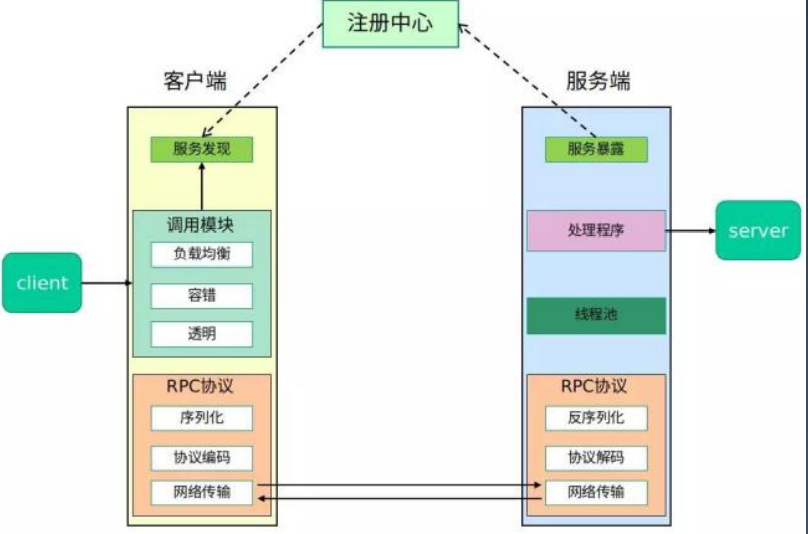 注册中心
客户端
服务端
服务发现
服务暴露
调用模块
负载均衡
容错
透明
client
处理程序
server
线程池
RPC协议
序列化
协议编码
网络传输
RPC协议
反序列化
协议解码
网络传输